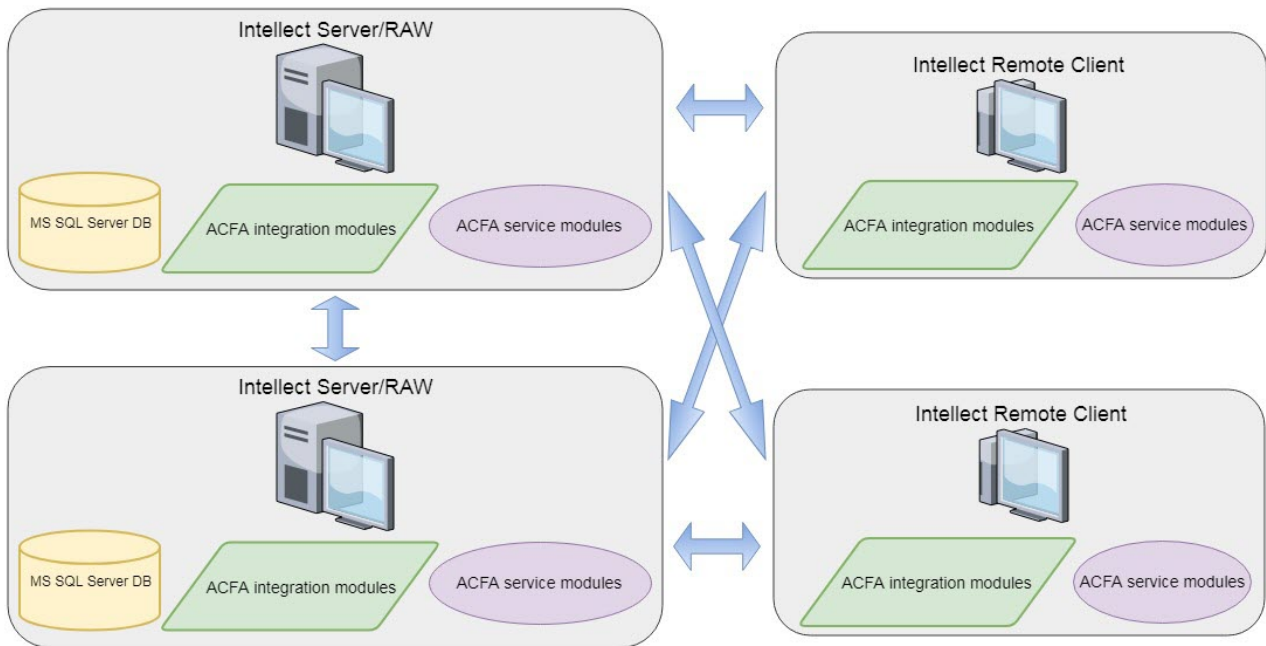 Intellect Server/RAW
MS SQL Server DB
ACFA integration modules
ACFA service modules
Intellect Remote Client
ACFA integration modules
ACFA service modules
Intellect Server/RAW
MS SQL Server DB
ACFA integration modules
ACFA service modules
Intellect Remote Client
ACFA integration modules
ACFA service modules